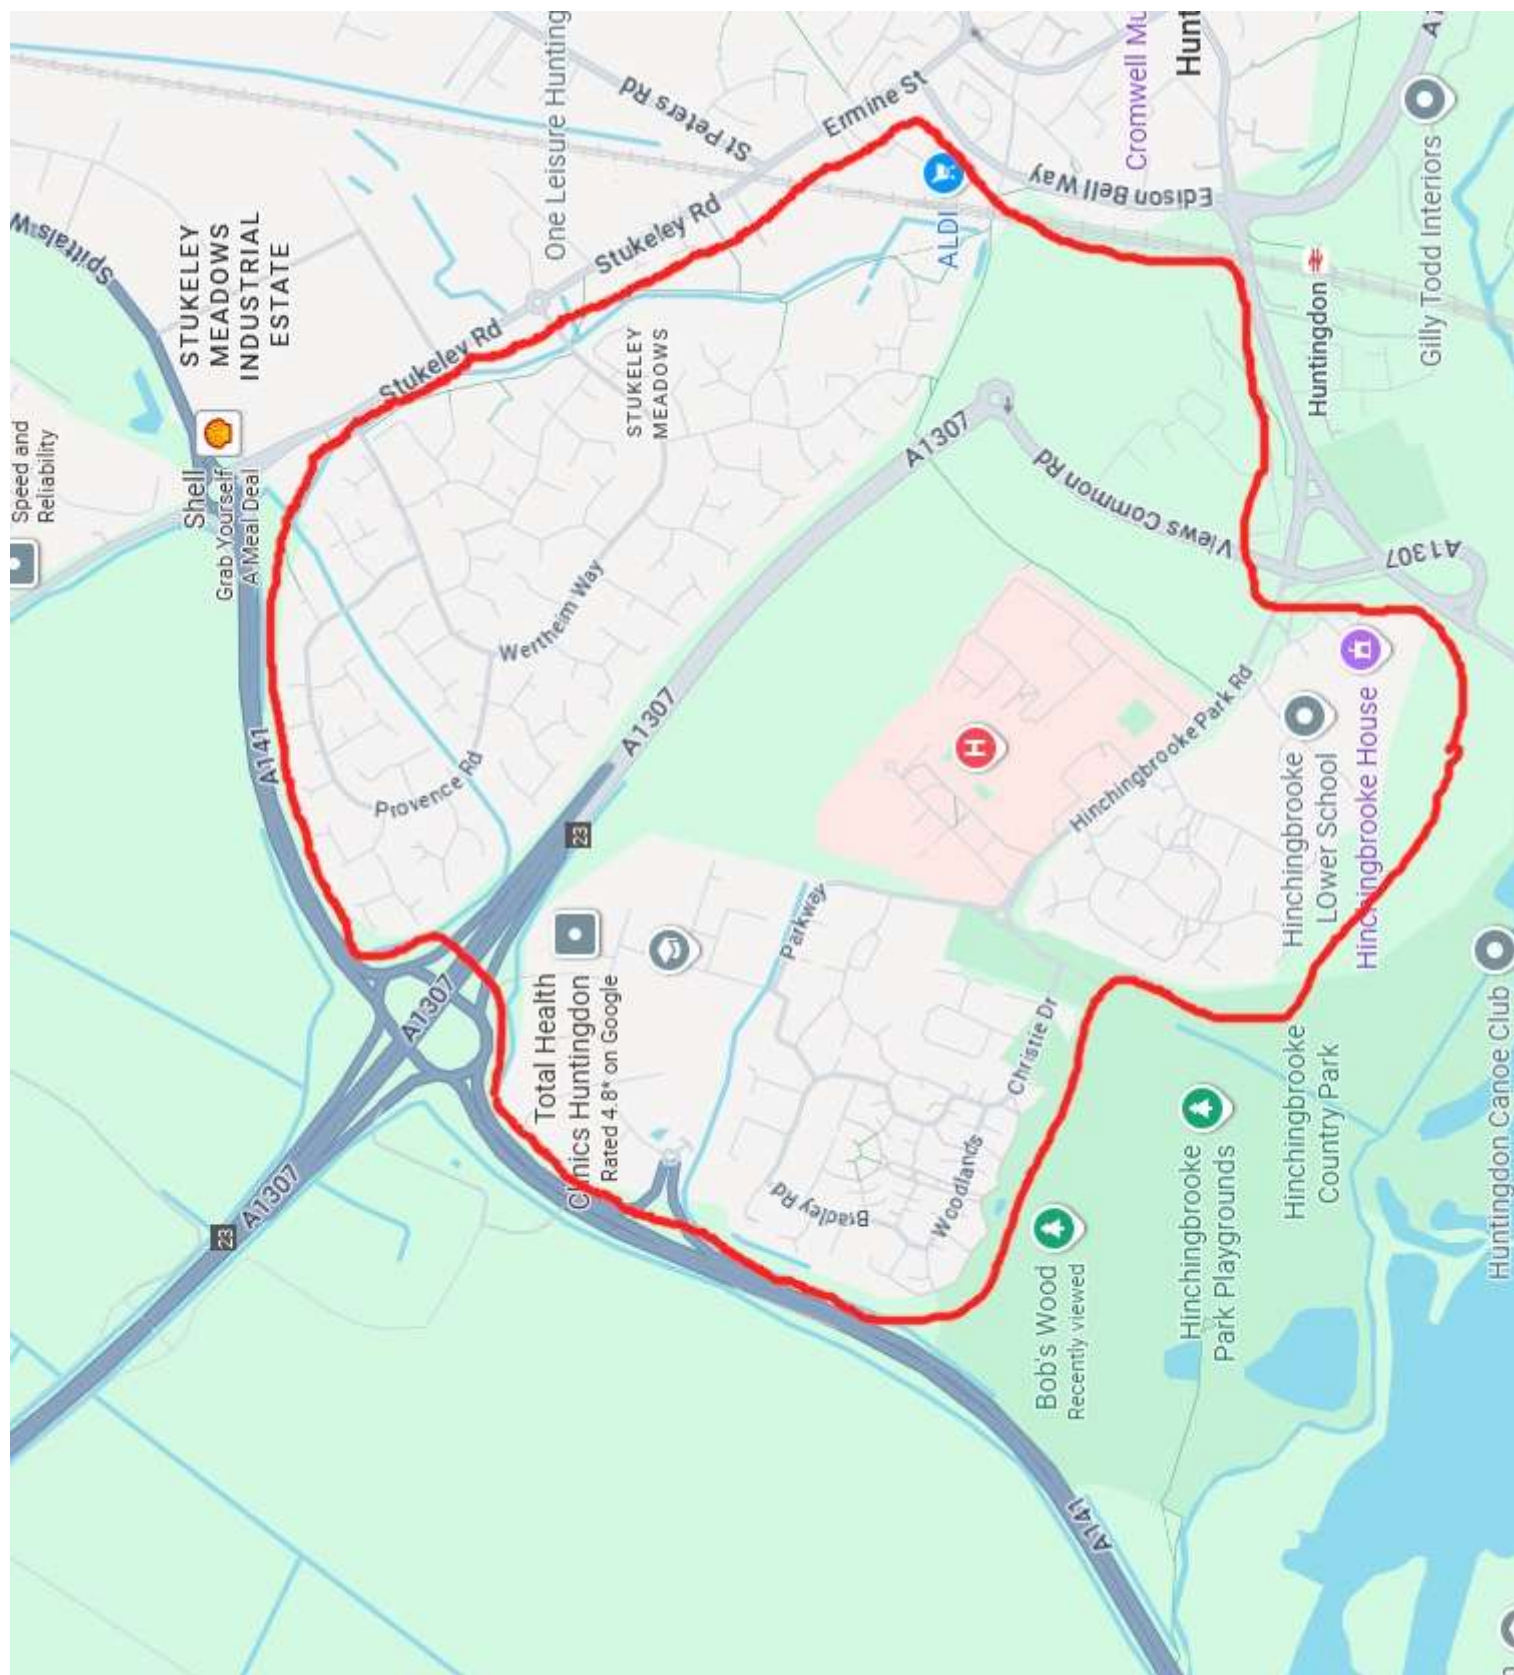 Speed and
Reliability
Spittals W
STUKELEY
MEADOWS
INDUSTRIAL
ESTATE
Shell
Grab Yourself
A Meal Deal
23
A1307
A141
Stukeley Rd
Provence Rd
A1307
One Leisure Hunting
Wertheim Way
23
Total Health
Clinics Huntingdon
Rated 4.8* on Google
STUKELEY
MEADOWS
Stukeley Rd
A1307
St Peters Rd
Parkway
Bradley Rd
Ermine St
A1307
ALDI
Woodlands
H
Christie Dr
Bob's Wood
Recently viewed
Edison Bell Way
Views Common Rd
A141
Cromwell Mu
Hinchingbrooke Park Rd
Hunt
Hinchingbrooke
Park Playgrounds
Hinchingbrooke
Country Park
Hinchingbrooke
LOwer School
Huntingdon
Hinchingbrooke House
Gilly Todd Interiors
A1307
A1
Huntingdon Canoe Club